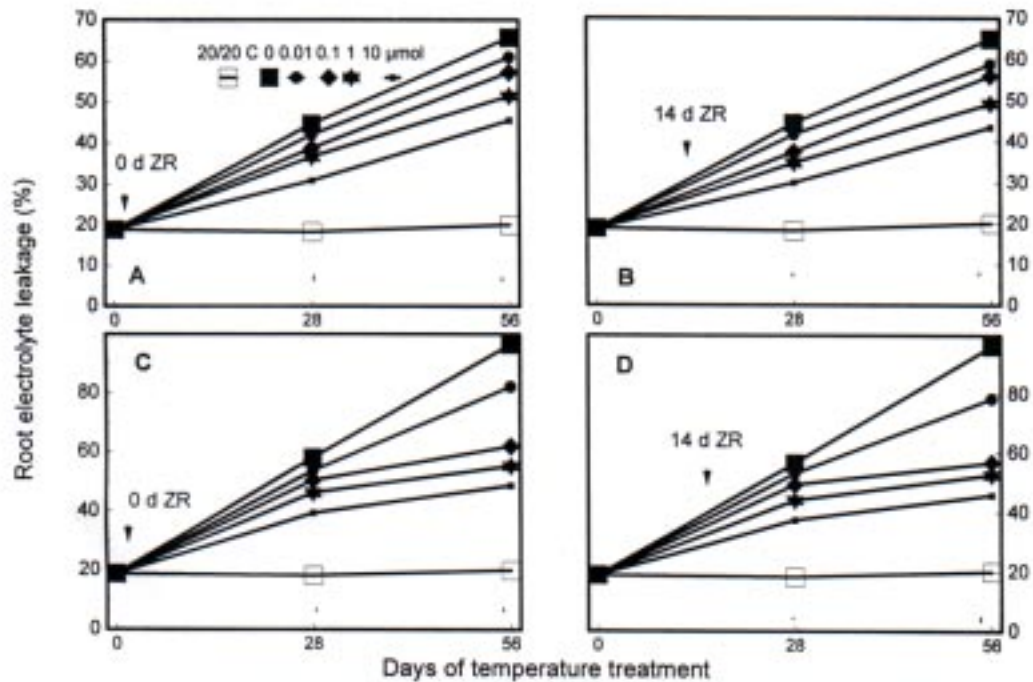 70 70
60 60
50 50
40 40
30 30
20 20
10 10
0 0
20/20 C 0 0.01 0.1 1 10 µmol
0 d ZR
14 d ZR
A
B
0 28 56
0 28 56
C
D
80 80
60 60
40 40
20 20
0 0
0 d ZR
14 d ZR
0 28 56
0 28 56
Root electrolyte leakage (%)
Days of temperature treatment